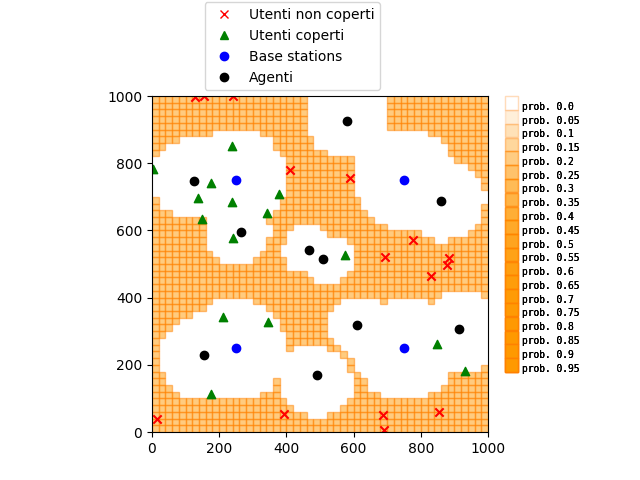 Utenti non coperti
Utenti coperti
Base stations
Agenti
1000
800
600
400
200
0
0
200
400
600
800
1000
prob. 0.0
prob. 0.05
prob. 0.1
prob. 0.15
prob. 0.2
prob. 0.25
prob. 0.3
prob. 0.35
prob. 0.4
prob. 0.45
prob. 0.5
prob. 0.55
prob. 0.6
prob. 0.65
prob. 0.7
prob. 0.75
prob. 0.8
prob. 0.85
prob. 0.9
prob. 0.95